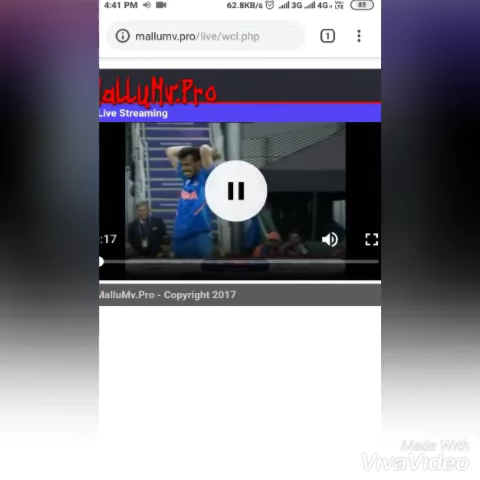 4:41 PM 62.8KB/s 3G 4G VoLTE 83
mallumv.pro/live/wcl.php 1
MaLLuMv.Pro
Live Streaming
:17
MalluMv.Pro - Copyright 2017
Made With
VivaVideo